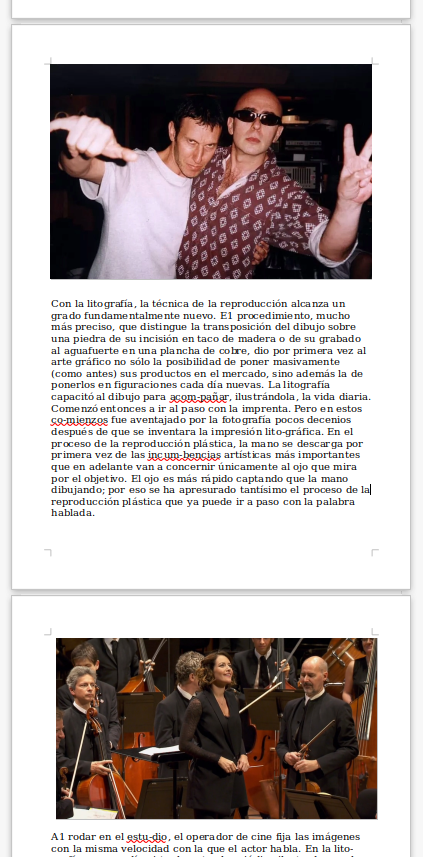 Con la litografía, la técnica de la reproducción alcanza un
grado fundamentalmente nuevo. E1 procedimiento, mucho
más preciso, que distingue la transposición del dibujo sobre
una piedra de su incisión en taco de madera o de su grabado
al aguafuerte en una plancha de cobre, dio por primera vez al
arte gráfico no sólo la posibilidad de poner masivamente
(como antes) sus productos en el mercado, sino además la de
ponerlos en figuraciones cada día nuevas. La litografía
capacitó al dibujo para acom-pañar, ilustrándola, la vida diaria.
Comenzó entonces a ir al paso con la imprenta. Pero en estos
co-mienzos fue aventajado por la fotografía pocos decenios
después de que se inventara la impresión lito-gráfica. En el
proceso de la reproducción plástica, la mano se descarga por
primera vez de las incum-bencias artísticas más importantes
que en adelante van a concernir únicamente al ojo que mira
por el objetivo. El ojo es más rápido captando que la mano
dibujando; por eso se ha apresurado tantísimo el proceso de la
reproducción plástica que ya puede ir a paso con la palabra
hablada.
A1 rodar en el estu-dio, el operador de cine fija las imágenes
con la misma velocidad con la que el actor habla. En la lito-